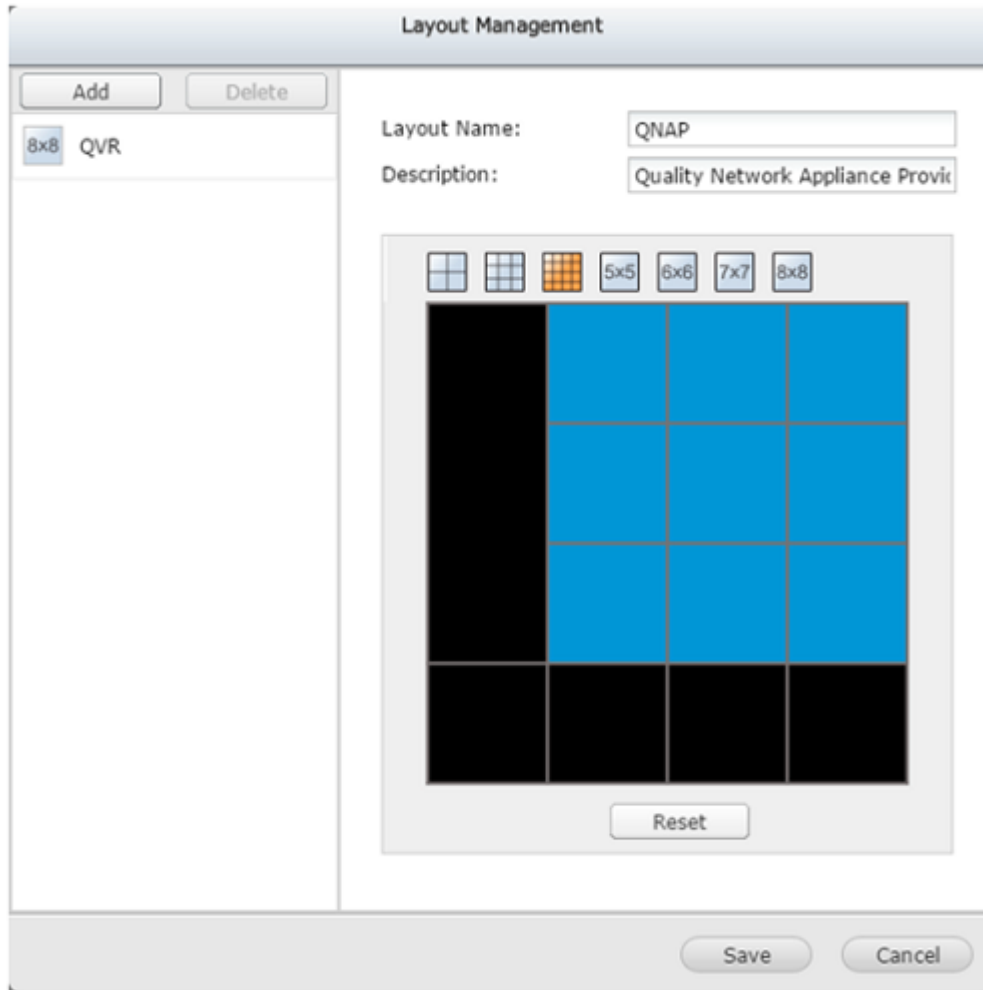 Layout Management
Add Delete
8x8 QVR
Layout Name: QNAP
Description: Quality Network Appliance Provi
5x5 6x6 7x7 8x8
Reset
Save Cancel